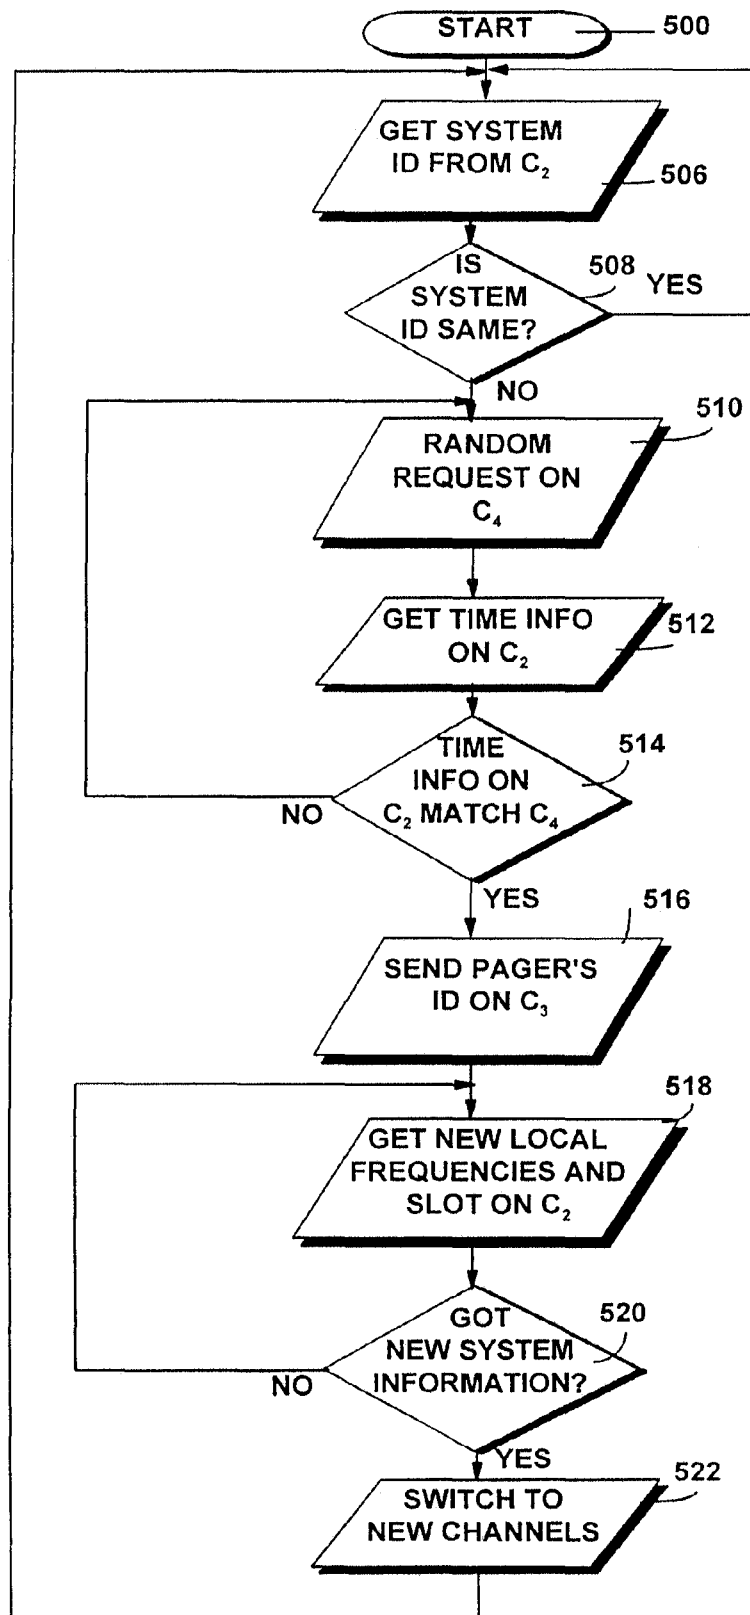 START
500
GET SYSTEM
ID FROM C₂
506
IS
SYSTEM
ID SAME?
508
YES
NO
510
RANDOM
REQUEST ON
C₄
GET TIME INFO
ON C₂
512
TIME
INFO ON
C₂ MATCH C₄
514
NO
YES
516
SEND PAGER'S
ID ON C₃
518
GET NEW LOCAL
FREQUENCIES AND
SLOT ON C₂
GOT
NEW SYSTEM
INFORMATION?
520
NO
YES
522
SWITCH TO
NEW CHANNELS